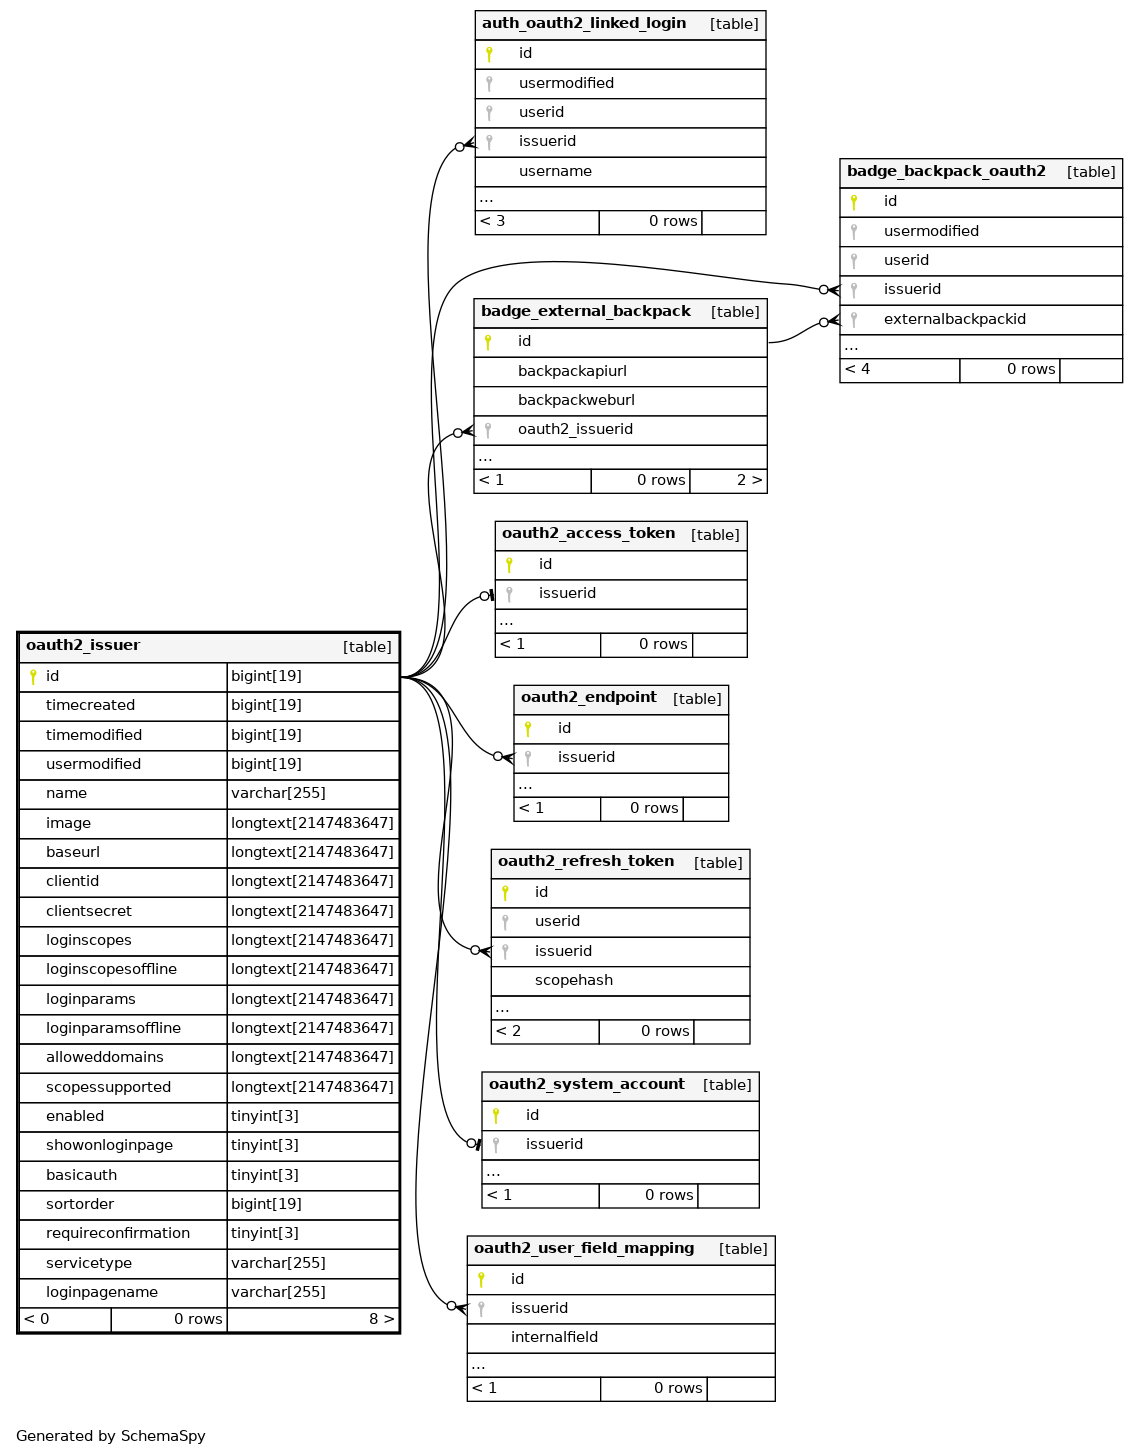 auth_oauth2_linked_login [table]
id
usermodified
userid
issuerid
username
...
< 3 0 rows
badge_backpack_oauth2 [table]
id
usermodified
userid
issuerid
externalbackpackid
...
< 4 0 rows
badge_external_backpack [table]
id
backpackapiurl
backpackweburl
oauth2_issuerid
...
< 1 0 rows 2 >
oauth2_access_token [table]
id
issuerid
...
< 1 0 rows
oauth2_issuer [table]
id bigint[19]
timecreated bigint[19]
timemodified bigint[19]
usermodified bigint[19]
name varchar[255]
image longtext[2147483647]
baseurl longtext[2147483647]
clientid longtext[2147483647]
clientsecret longtext[2147483647]
loginscopes longtext[2147483647]
loginscopesoffline longtext[2147483647]
loginparams longtext[2147483647]
loginparamsoffline longtext[2147483647]
alloweddomains longtext[2147483647]
scopessupported longtext[2147483647]
enabled tinyint[3]
showonloginpage tinyint[3]
basicauth tinyint[3]
sortorder bigint[19]
requireconfirmation tinyint[3]
servicetype varchar[255]
loginpagename varchar[255]
< 0 0 rows 8 >
oauth2_endpoint [table]
id
issuerid
...
< 1 0 rows
oauth2_refresh_token [table]
id
userid
issuerid
scopehash
...
< 2 0 rows
oauth2_system_account [table]
id
issuerid
...
< 1 0 rows
oauth2_user_field_mapping [table]
id
issuerid
internalfield
...
< 1 0 rows
Generated by SchemaSpy